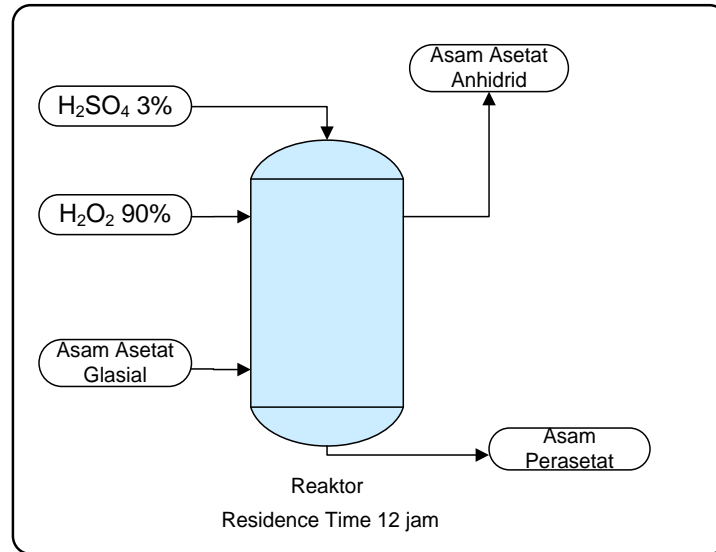 Asam Asetat
Anhidrid
H₂SO₄ 3%
H₂O₂ 90%
Asam Asetat
Glasial
Asam
Perasetat
Reaktor
Residence Time 12 jam